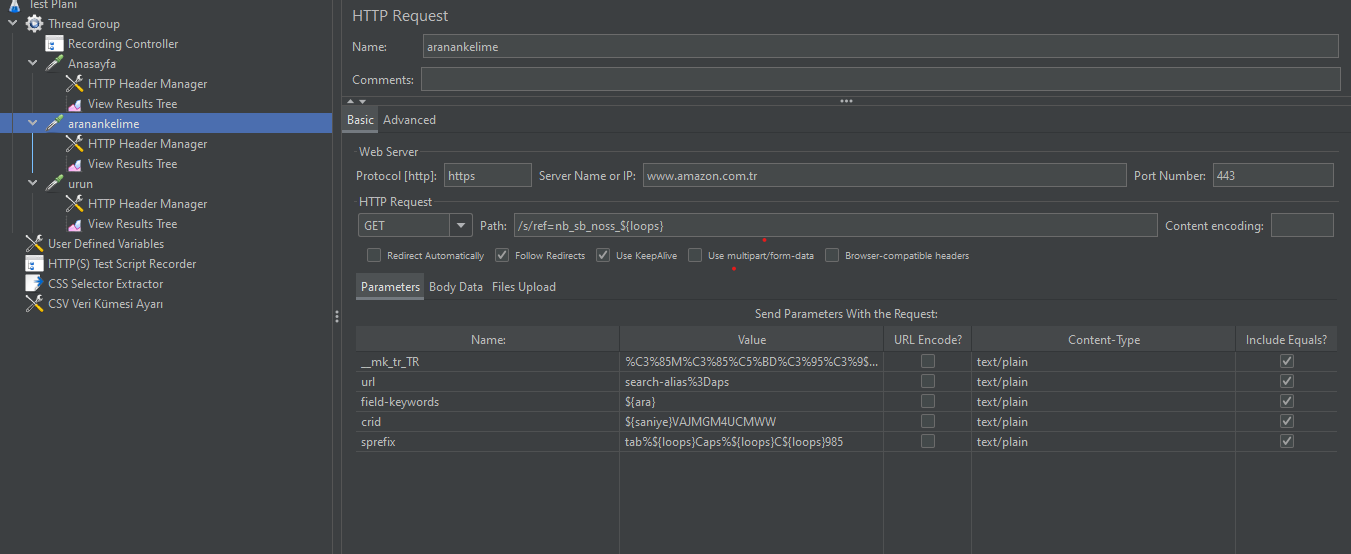 Test Planı
Thread Group
Recording Controller
Anasayfa
HTTP Header Manager
View Results Tree
aranankelime
HTTP Header Manager
View Results Tree
urun
HTTP Header Manager
View Results Tree
User Defined Variables
HTTP(S) Test Script Recorder
CSS Selector Extractor
CSV Veri Kümesi Ayarı
HTTP Request
Name: aranankelime
Comments:
Basic Advanced
Web Server
Protocol [http]: https Server Name or IP: www.amazon.com.tr Port Number: 443
HTTP Request
GET Path: /s/ref=nb_sb_noss_${loops} Content encoding:
Redirect Automatically Follow Redirects Use KeepAlive Use multipart/form-data Browser-compatible headers
Parameters Body Data Files Upload
Send Parameters With the Request:
Name: Value URL Encode? Content-Type Include Equals?
__mk_tr_TR %C3%85M%C3%85%C5%BD%C3%95%C3%9$... text/plain
url search-alias%3Daps text/plain
field-keywords ${ara} text/plain
crid ${saniye}VAJMGM4UCMWW text/plain
sprefix tab%${loops}Caps%${loops}C${loops}985 text/plain